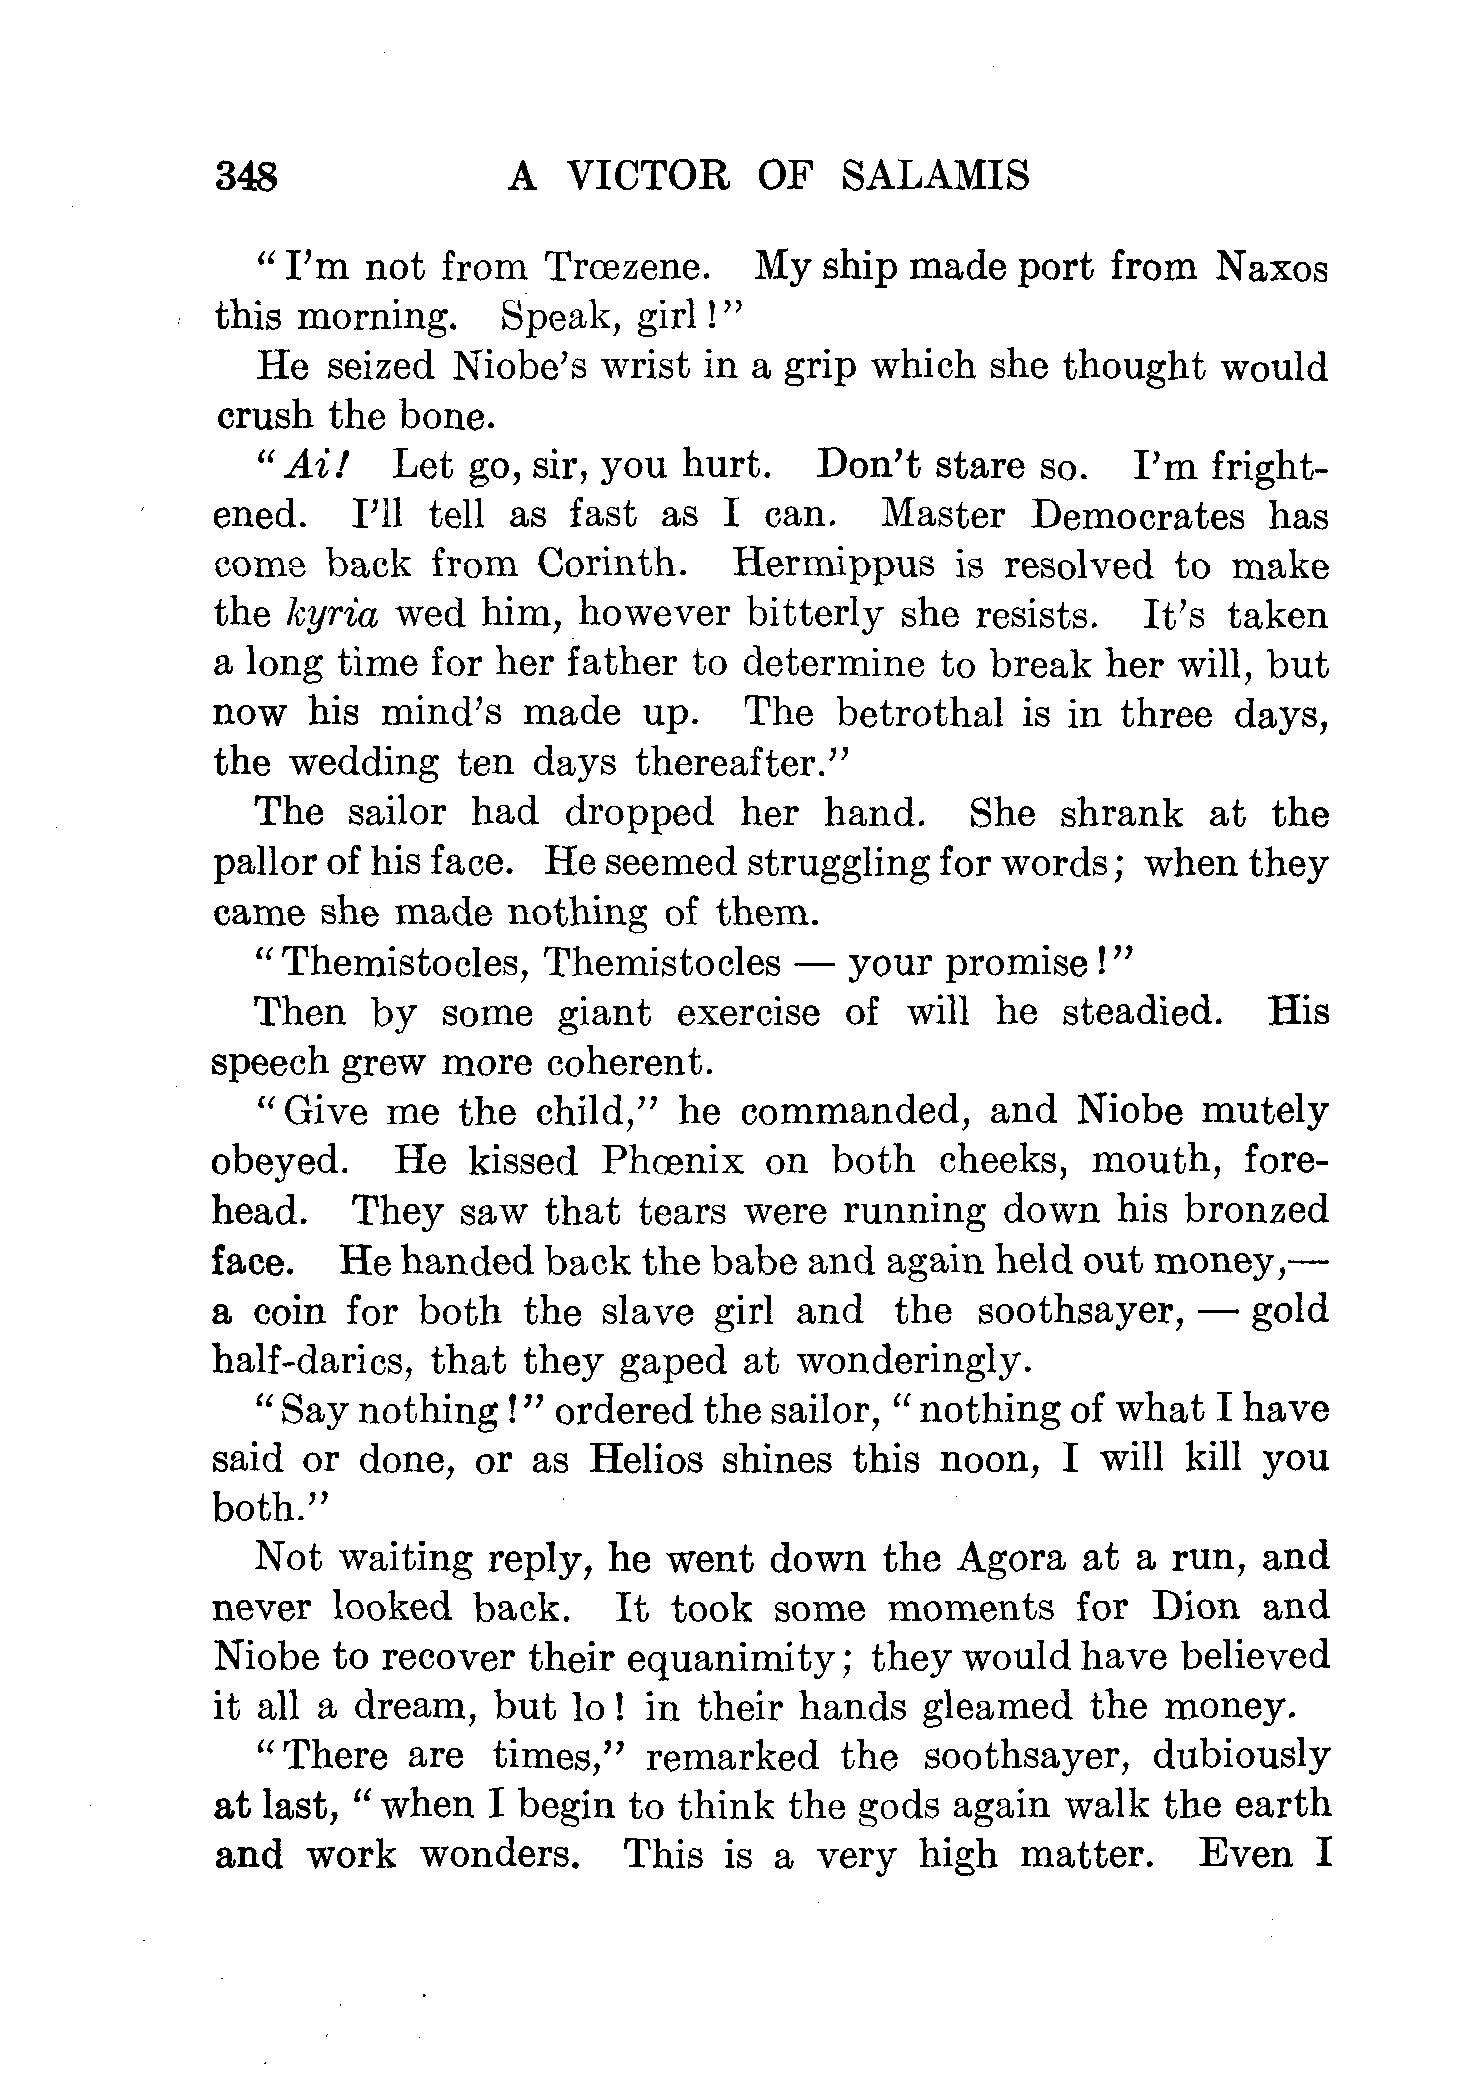 348 A VICTOR OF SALAMIS
“I’m not from Trœzene. My ship made port from Naxos
this morning. Speak, girl!”
He seized Niobe’s wrist in a grip which she thought would
crush the bone.
“Ai! Let go, sir, you hurt. Don’t stare so. I’m fright-
ened. I’ll tell as fast as I can. Master Democrates has
come back from Corinth. Hermippus is resolved to make
the kyria wed him, however bitterly she resists. It’s taken
a long time for her father to determine to break her will, but
now his mind’s made up. The betrothal is in three days,
the wedding ten days thereafter.”
The sailor had dropped her hand. She shrank at the
pallor of his face. He seemed struggling for words; when they
came she made nothing of them.
“Themistocles, Themistocles — your promise!”
Then by some giant exercise of will he steadied. His
speech grew more coherent.
“Give me the child,” he commanded, and Niobe mutely
obeyed. He kissed Phœnix on both cheeks, mouth, fore-
head. They saw that tears were running down his bronzed
face. He handed back the babe and again held out money,—
a coin for both the slave girl and the soothsayer, — gold
half-darics, that they gaped at wonderingly.
“Say nothing!” ordered the sailor, “nothing of what I have
said or done, or as Helios shines this noon, I will kill you
both.”
Not waiting reply, he went down the Agora at a run, and
never looked back. It took some moments for Dion and
Niobe to recover their equanimity; they would have believed
it all a dream, but lo! in their hands gleamed the money.
“There are times,” remarked the soothsayer, dubiously
at last, “when I begin to think the gods again walk the earth
and work wonders. This is a very high matter. Even I